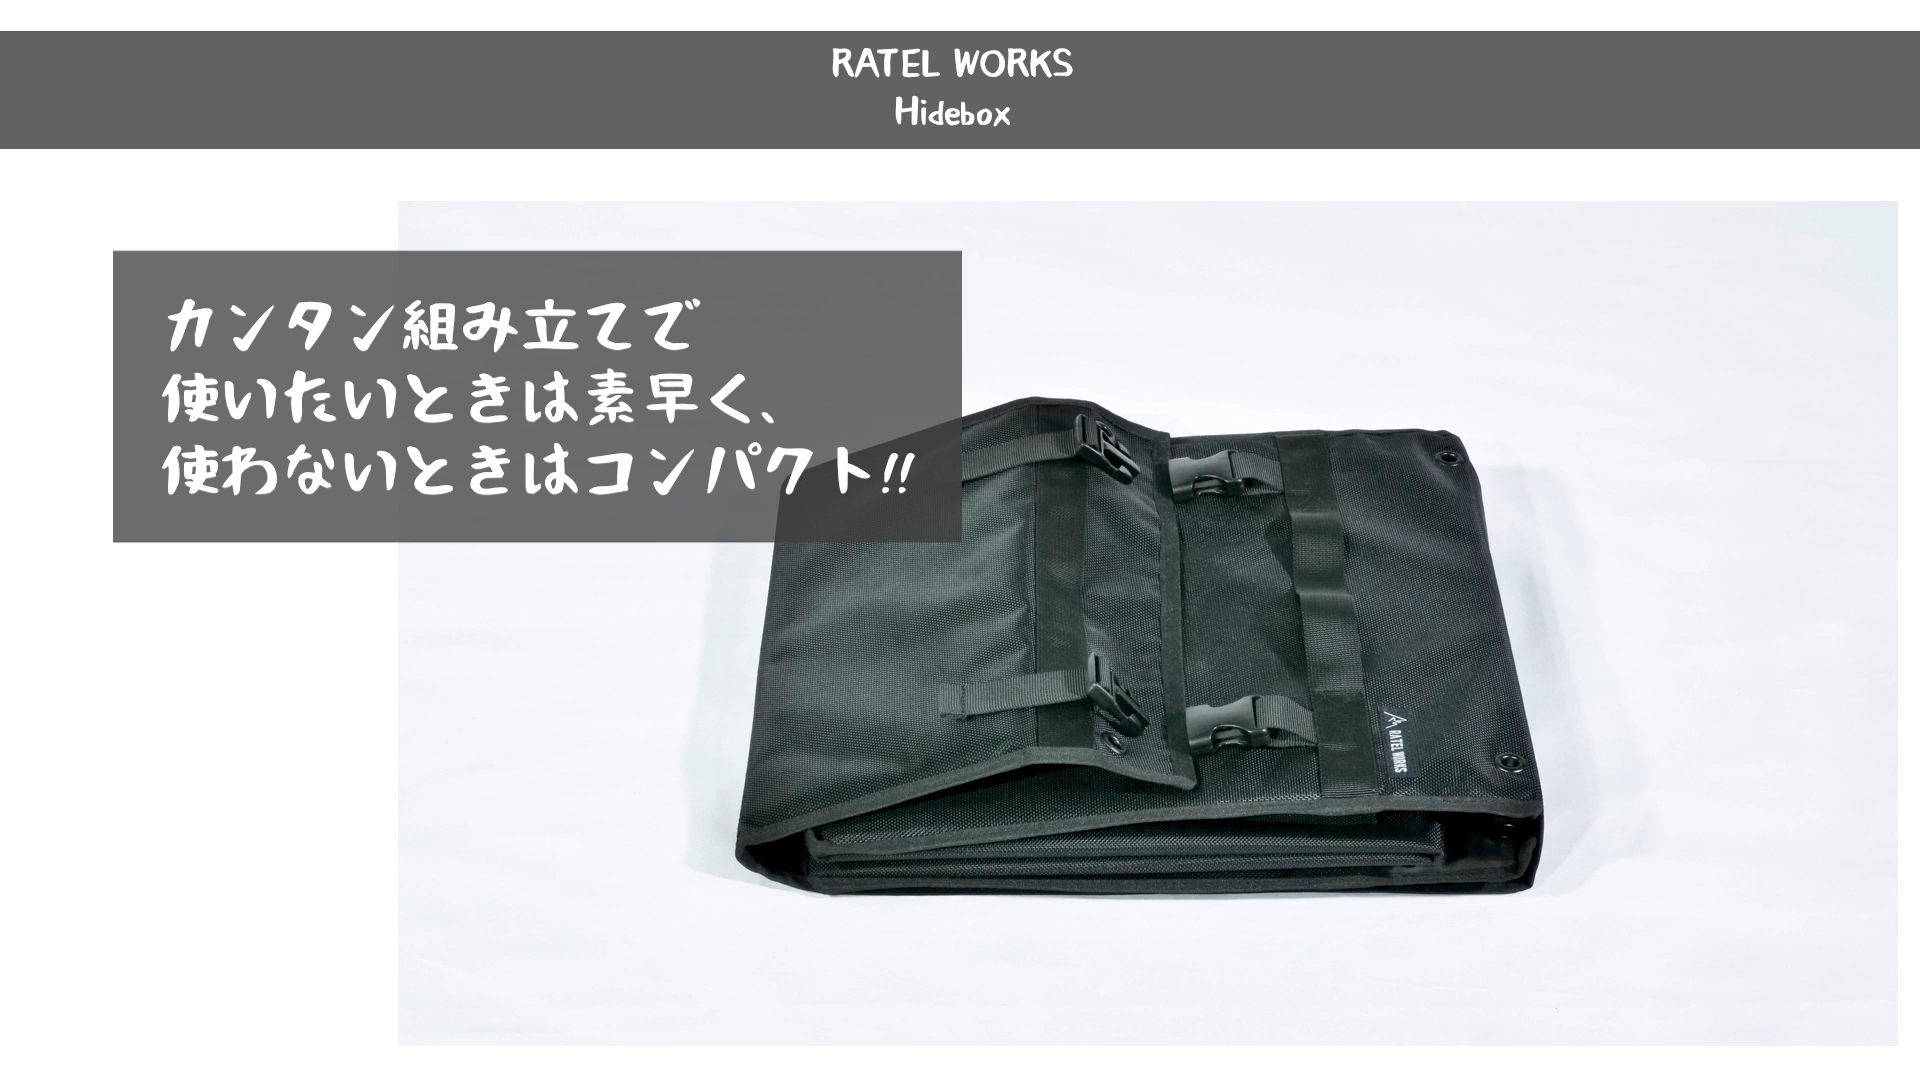 RATEL WORKS
Hidebox
カンタン組み立てで
使いたいときは素早く、
使わないときはコンパクト!!
RATEL WORKS